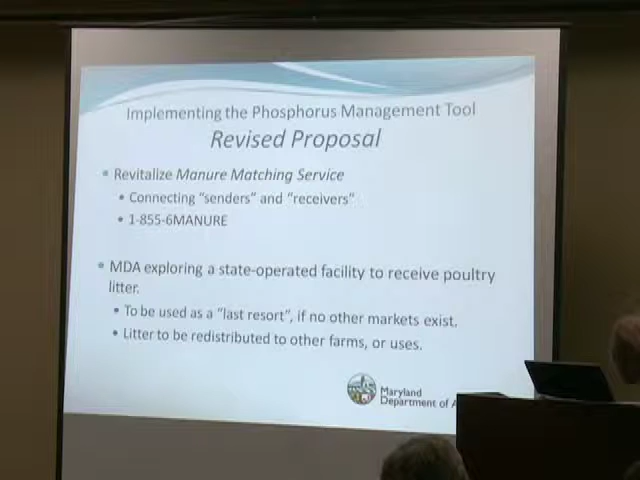 Implementing the Phosphorus Management Tool
Revised Proposal
• Revitalize Manure Matching Service
• Connecting "senders" and "receivers"
• 1-855-6MANURE
• MDA exploring a state-operated facility to receive poultry
litter.
• To be used as a "last resort", if no other markets exist.
• Litter to be redistributed to other farms, or uses.
Maryland
Department of A